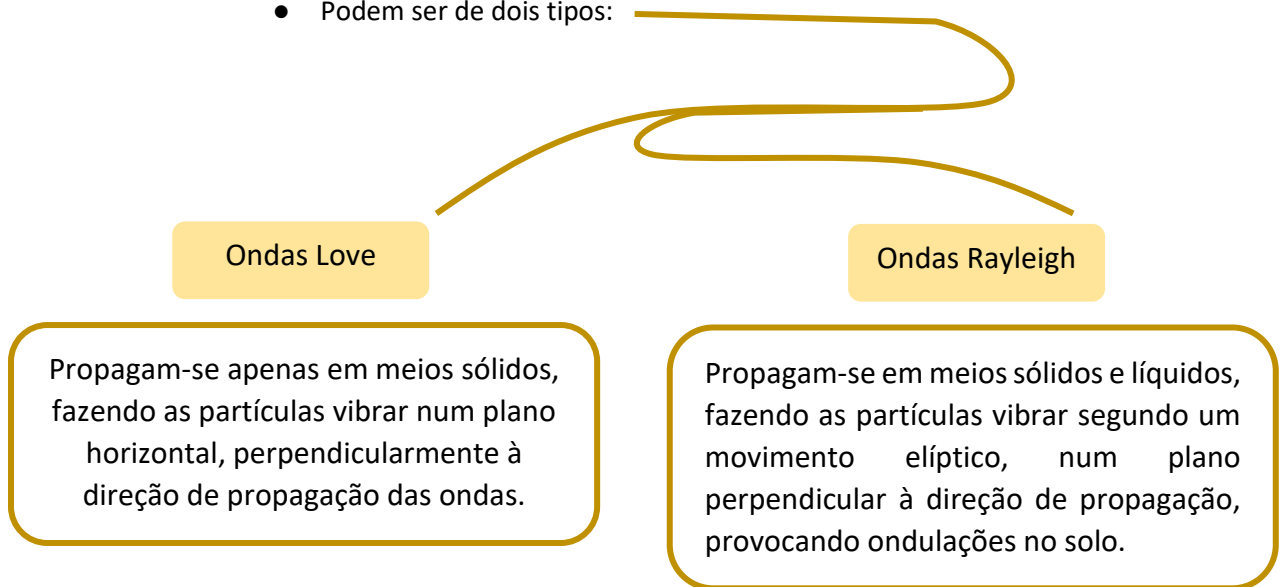 ● Podem ser de dois tipos:
Ondas Love
Ondas Rayleigh
Propagam-se apenas em meios sólidos,
fazendo as partículas vibrar num plano
horizontal, perpendicularmente à
direção de propagação das ondas.
Propagam-se em meios sólidos e líquidos,
fazendo as partículas vibrar segundo um
movimento elíptico, num plano
perpendicular à direção de propagação,
provocando ondulações no solo.